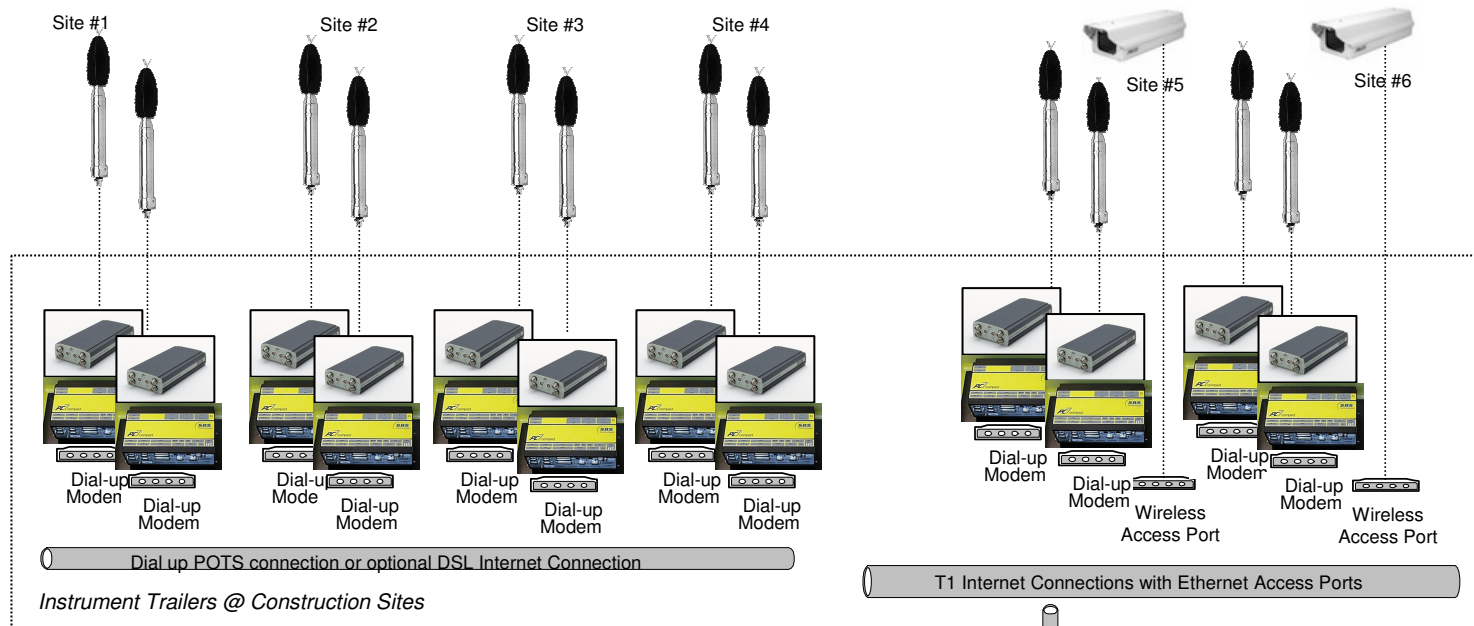 Site #1
Site #2
Site #3
Site #4
Site #5
Site #6
Dial-up
Modem
Dial-up
Modem
Dial-up
Mode
Dial-up
Modem
Dial-up
Modem
Dial-up
Modem
Dial-up
Modem
Dial-up
Modem
Dial-up
Modem
Dial-up
Modem
Wireless
Access Port
Dial-up
Modem
Dial-up
Modem
Wireless
Access Port
Dial up POTS connection or optional DSL Internet Connection
T1 Internet Connections with Ethernet Access Ports
Instrument Trailers @ Construction Sites